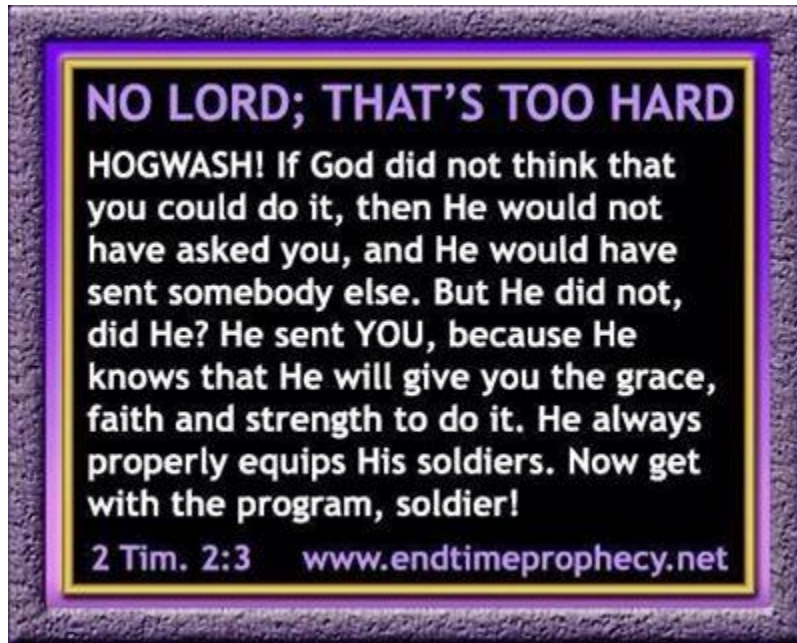 NO LORD; THAT'S TOO HARD
HOGWASH! If God did not think that
you could do it, then He would not
have asked you, and He would have
sent somebody else. But He did not,
did He? He sent YOU, because He
knows that He will give you the grace,
faith and strength to do it. He always
properly equips His soldiers. Now get
with the program, soldier!
2 Tim. 2:3 www.endtimeprophecy.net